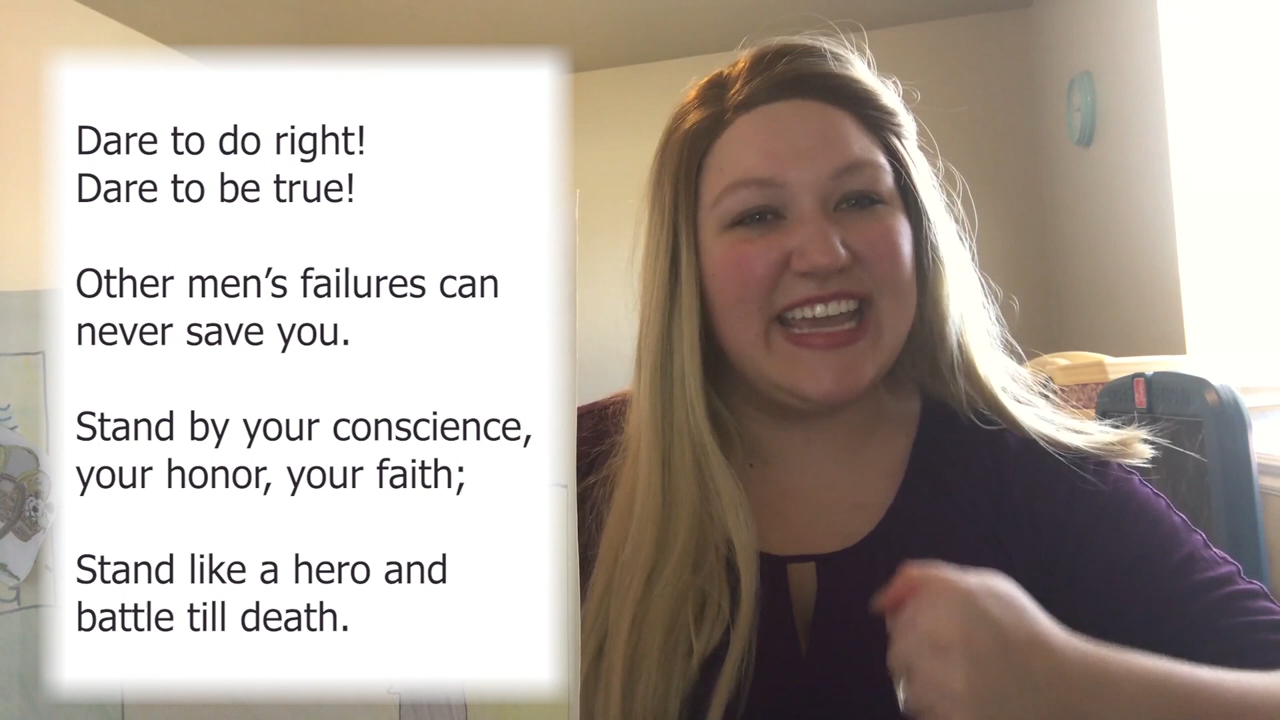 Dare to do right!
Dare to be true!
Other men’s failures can
never save you.
Stand by your conscience,
your honor, your faith;
Stand like a hero and
battle till death.